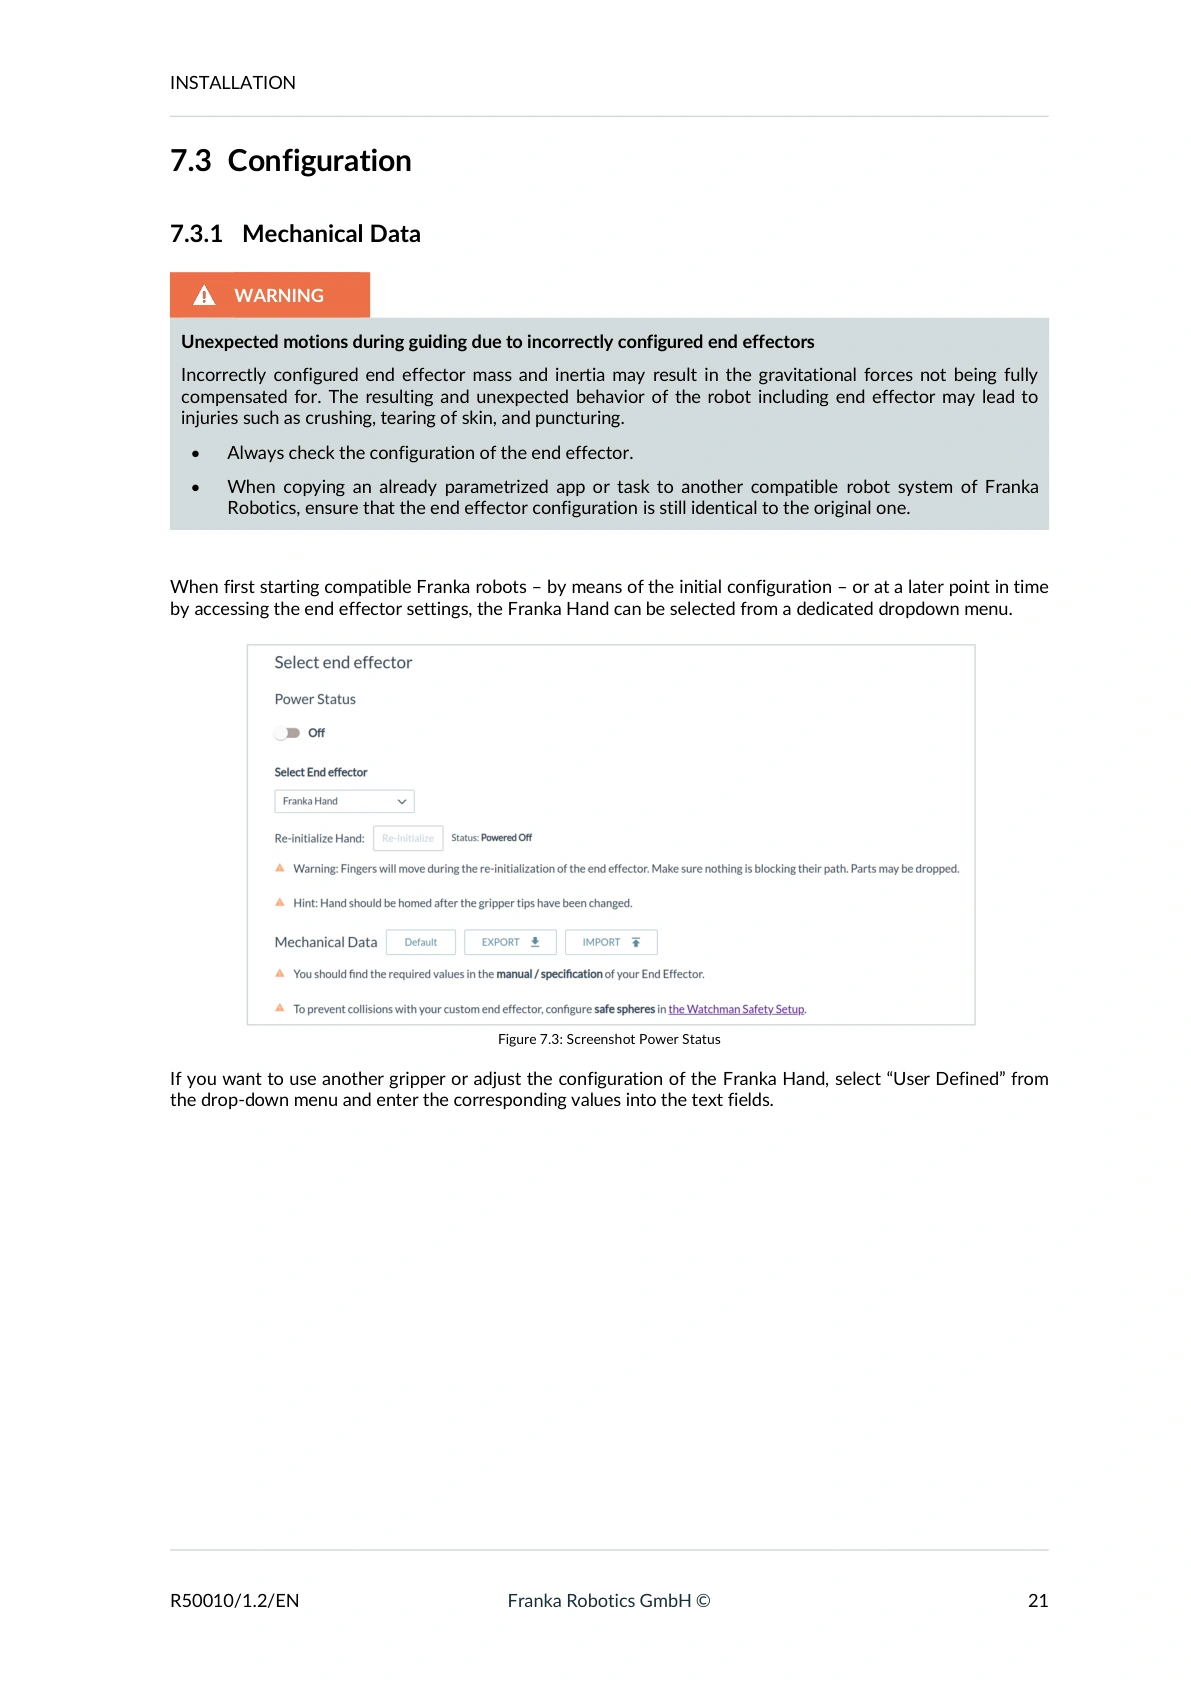 INSTALLATION
7.3 Configuration
7.3.1 Mechanical Data
WARNING
Unexpected motions during guiding due to incorrectly configured end effectors
Incorrectly configured end effector mass and inertia may result in the gravitational forces not being fully
compensated for. The resulting and unexpected behavior of the robot including end effector may lead to
injuries such as crushing, tearing of skin, and puncturing.
• Always check the configuration of the end effector.
• When copying an already parametrized app or task to another compatible robot system of Franka
Robotics, ensure that the end effector configuration is still identical to the original one.
When first starting compatible Franka robots – by means of the initial configuration – or at a later point in time
by accessing the end effector settings, the Franka Hand can be selected from a dedicated dropdown menu.
Select end effector
Power Status
Off
Select End effector
Franka Hand
Re-initialize Hand: Re-Initialize Status: Powered Off
Warning: Fingers will move during the re-initialization of the end effector. Make sure nothing is blocking their path. Parts may be dropped.
Hint: Hand should be homed after the gripper tips have been changed.
Mechanical Data Default EXPORT IMPORT
You should find the required values in the manual / specification of your End Effector.
To prevent collisions with your custom end effector, configure safe spheres in the Watchman Safety Setup.
Figure 7.3: Screenshot Power Status
If you want to use another gripper or adjust the configuration of the Franka Hand, select “User Defined” from
the drop-down menu and enter the corresponding values into the text fields.
R50010/1.2/EN Franka Robotics GmbH © 21